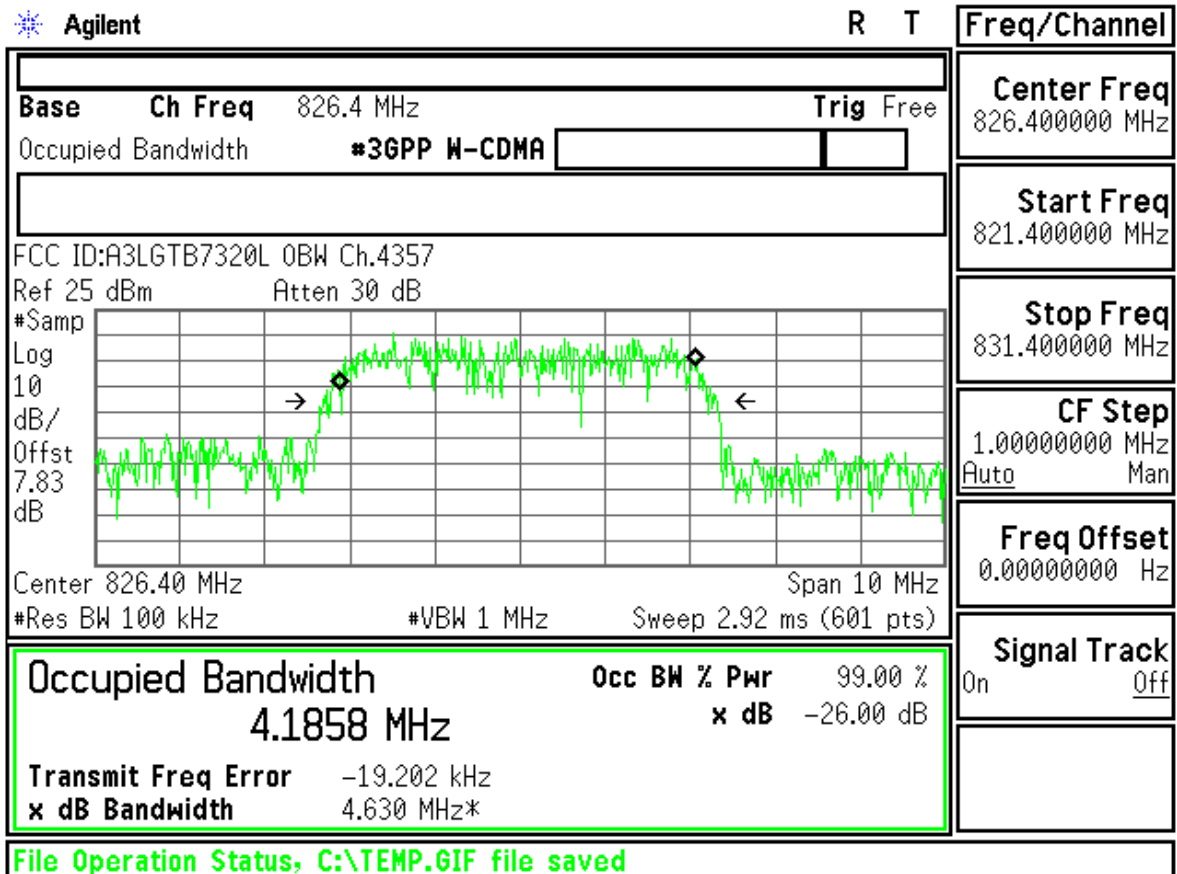 Agilent R T Freq/Channel
Base Ch Freq 826.4 MHz Trig Free
Occupied Bandwidth #3GPP W-CDMA
FCC ID:A3LGTB7320L OBW Ch.4357
Ref 25 dBm Atten 30 dB
#Samp
Log
10
dB/
Offst
7.83
dB
Center 826.40 MHz Span 10 MHz
#Res BW 100 kHz #VBW 1 MHz Sweep 2.92 ms (601 pts)
Occupied Bandwidth
4.1858 MHz
Occ BW % Pwr 99.00 %
x dB -26.00 dB
Transmit Freq Error -19.202 kHz
x dB Bandwidth 4.630 MHz*
File Operation Status, C:\TEMP.GIF file saved
Center Freq
826.400000 MHz
Start Freq
821.400000 MHz
Stop Freq
831.400000 MHz
CF Step
1.00000000 MHz
Auto Man
Freq Offset
0.00000000 Hz
Signal Track
On Off